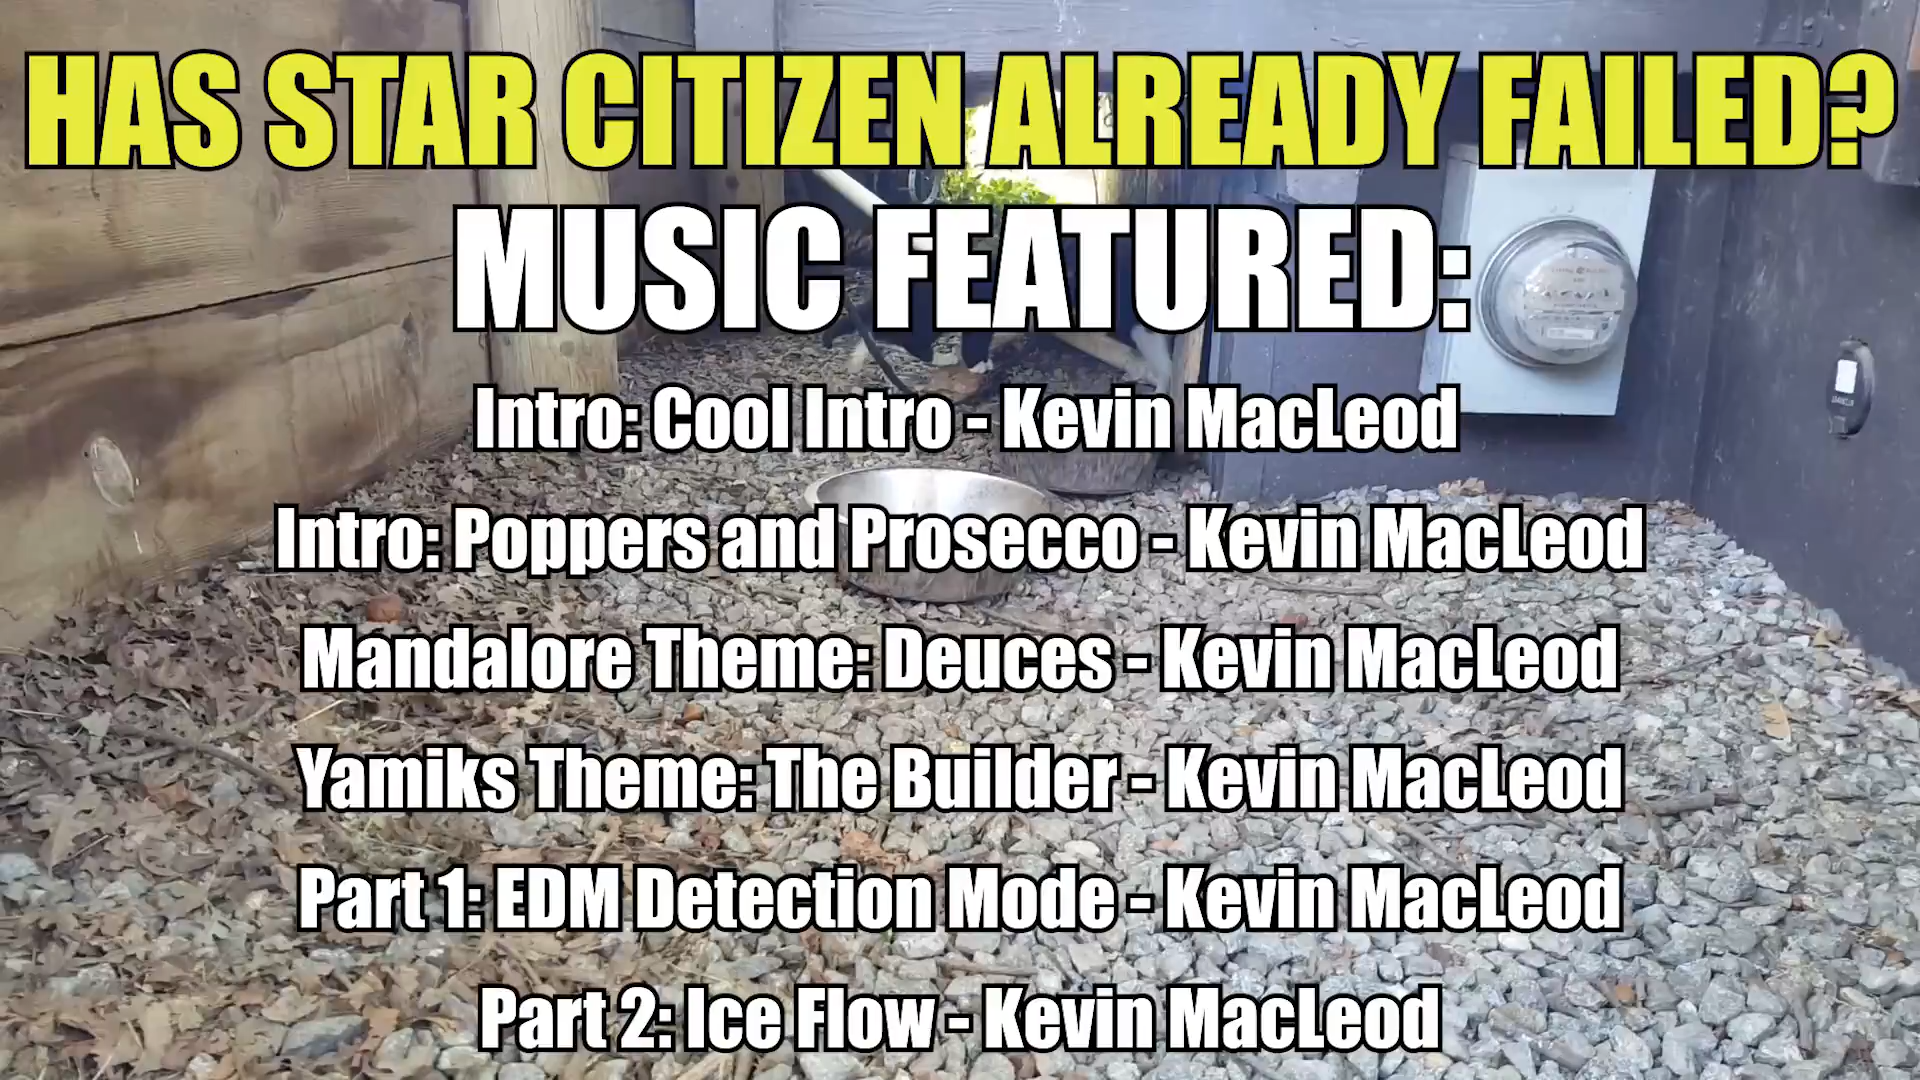 HAS STAR CITIZEN ALREADY FAILED?
MUSIC FEATURED:
Intro: Cool Intro - Kevin MacLeod
Intro: Poppers and Prosecco - Kevin MacLeod
Mandalore Theme: Deuces - Kevin MacLeod
Yamiks Theme: The Builder - Kevin MacLeod
Part 1: EDM Detection Mode - Kevin MacLeod
Part 2: Ice Flow - Kevin MacLeod